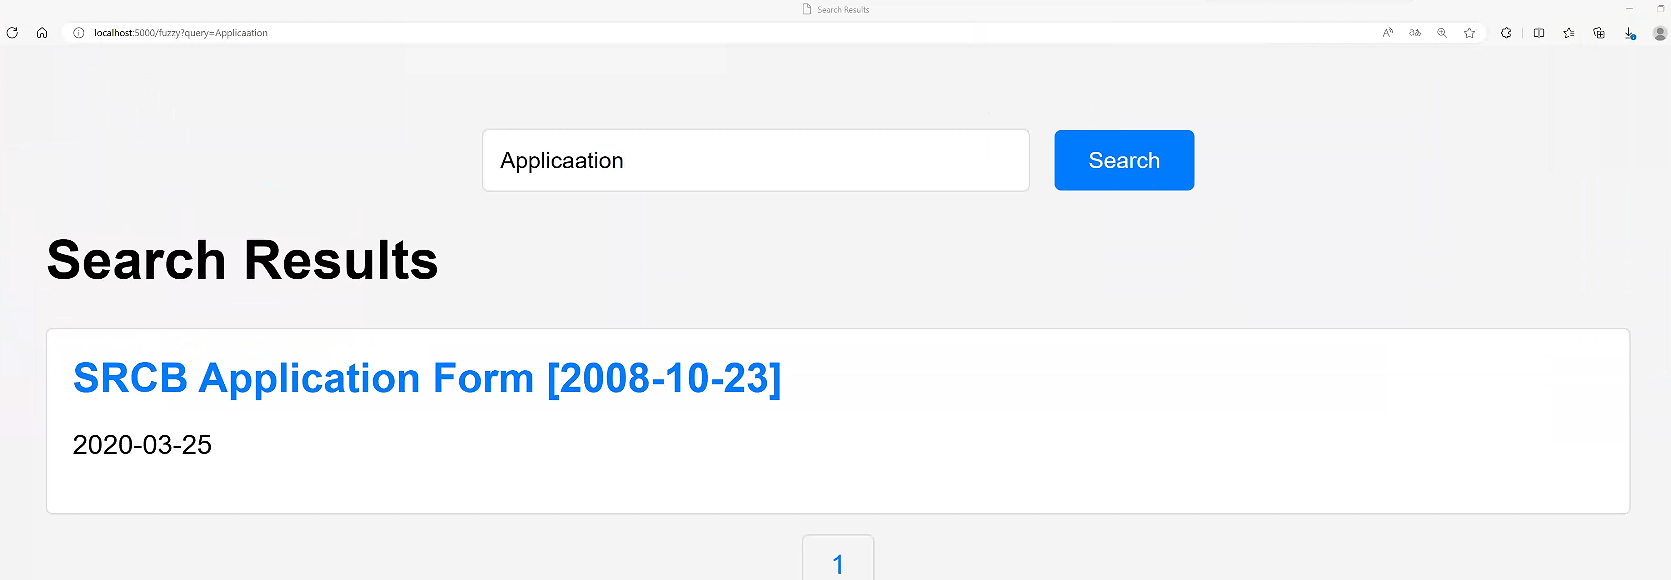 Search Results
localhost:5000/fuzzy?query=Applicaation
Applicaation
Search
Search Results
SRCB Application Form [2008-10-23]
2020-03-25
1